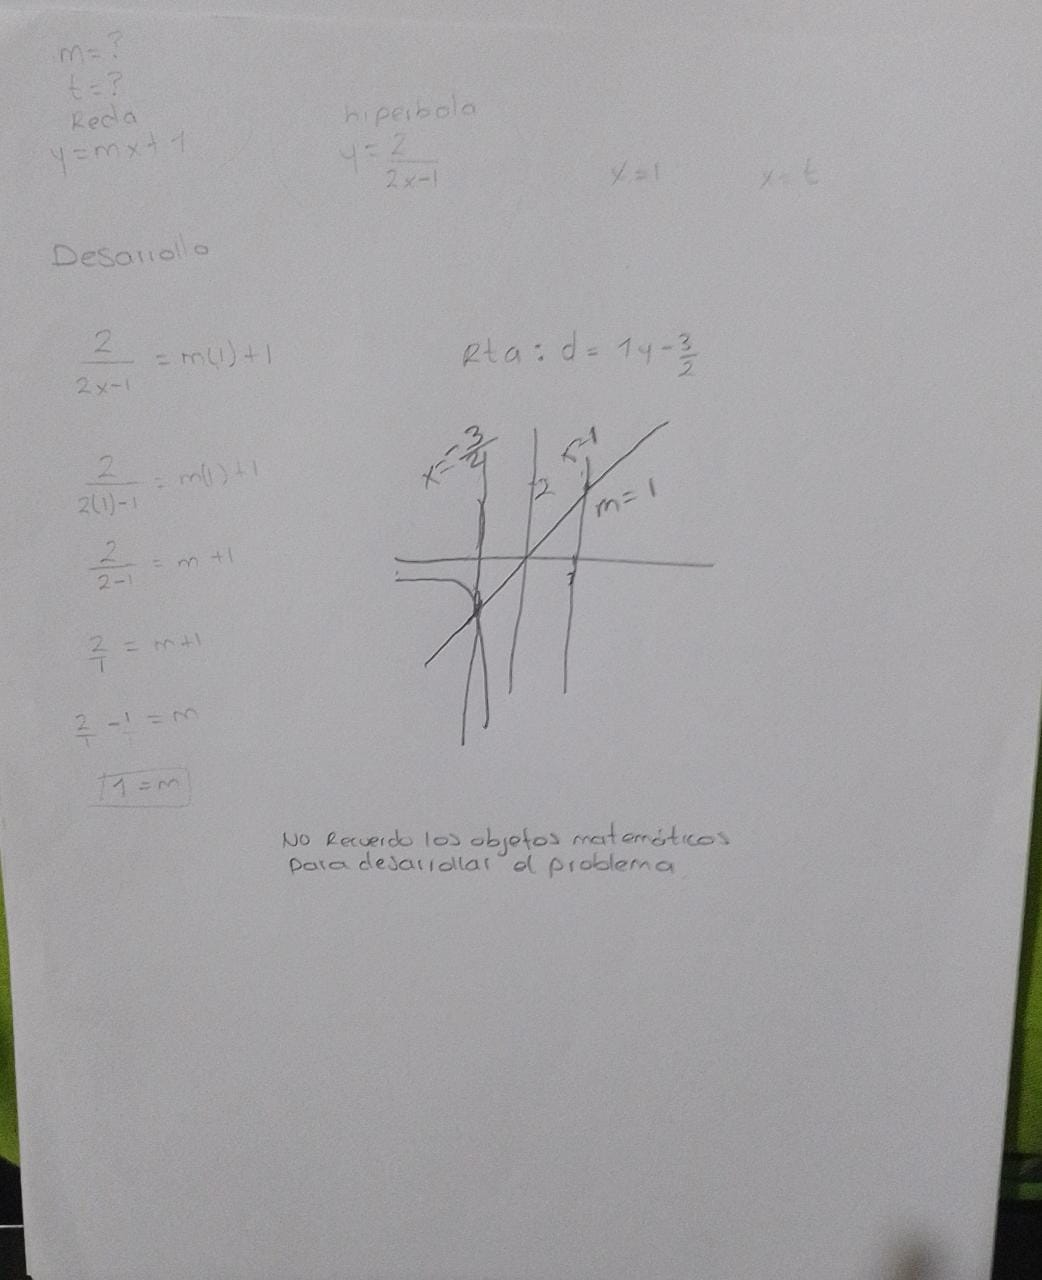 m=?
t=?
Recta
y=mx+1
hiperbola
y=2/(2x-1)
x=1
x=t
Desarrollo
2/(2x-1) = m(1)+1
2/(2(1)-1) = m(1)+1
2/(2-1) = m+1
2/1 = m+1
2/1 - 1/1 = m
1=m
Rta: d= 1y-3/2
x=-3/2
2
x=1
m=1
No Recuerdo los objetos matemáticos
para desarrollar el problema